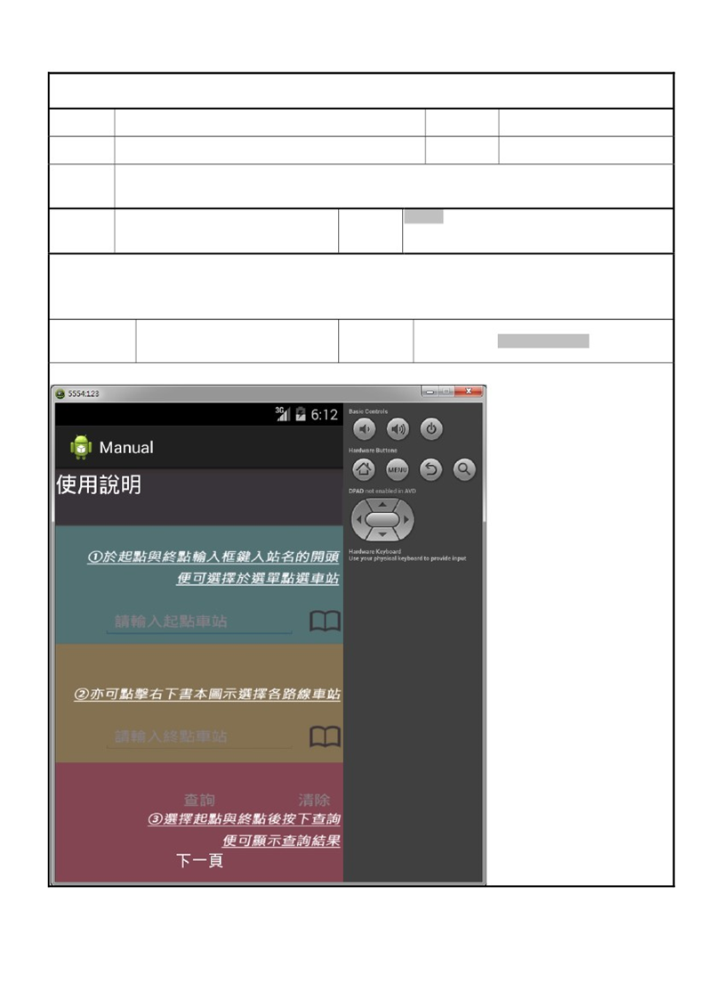 5554:123
3G 6:12
Manual
使用說明
①於起點與終點輸入框鍵入站名的開頭
便可選擇於選單點選車站
請輸入起點車站
②亦可點擊右下書本圖示選擇各路線車站
請輸入終點車站
查詢 清除
③選擇起點與終點後按下查詢
便可顯示查詢結果
下一頁
Basic Controls
Hardware Buttons
MENU
DPAD not enabled in AVD
Hardware Keyboard
Use your physical keyboard to provide input